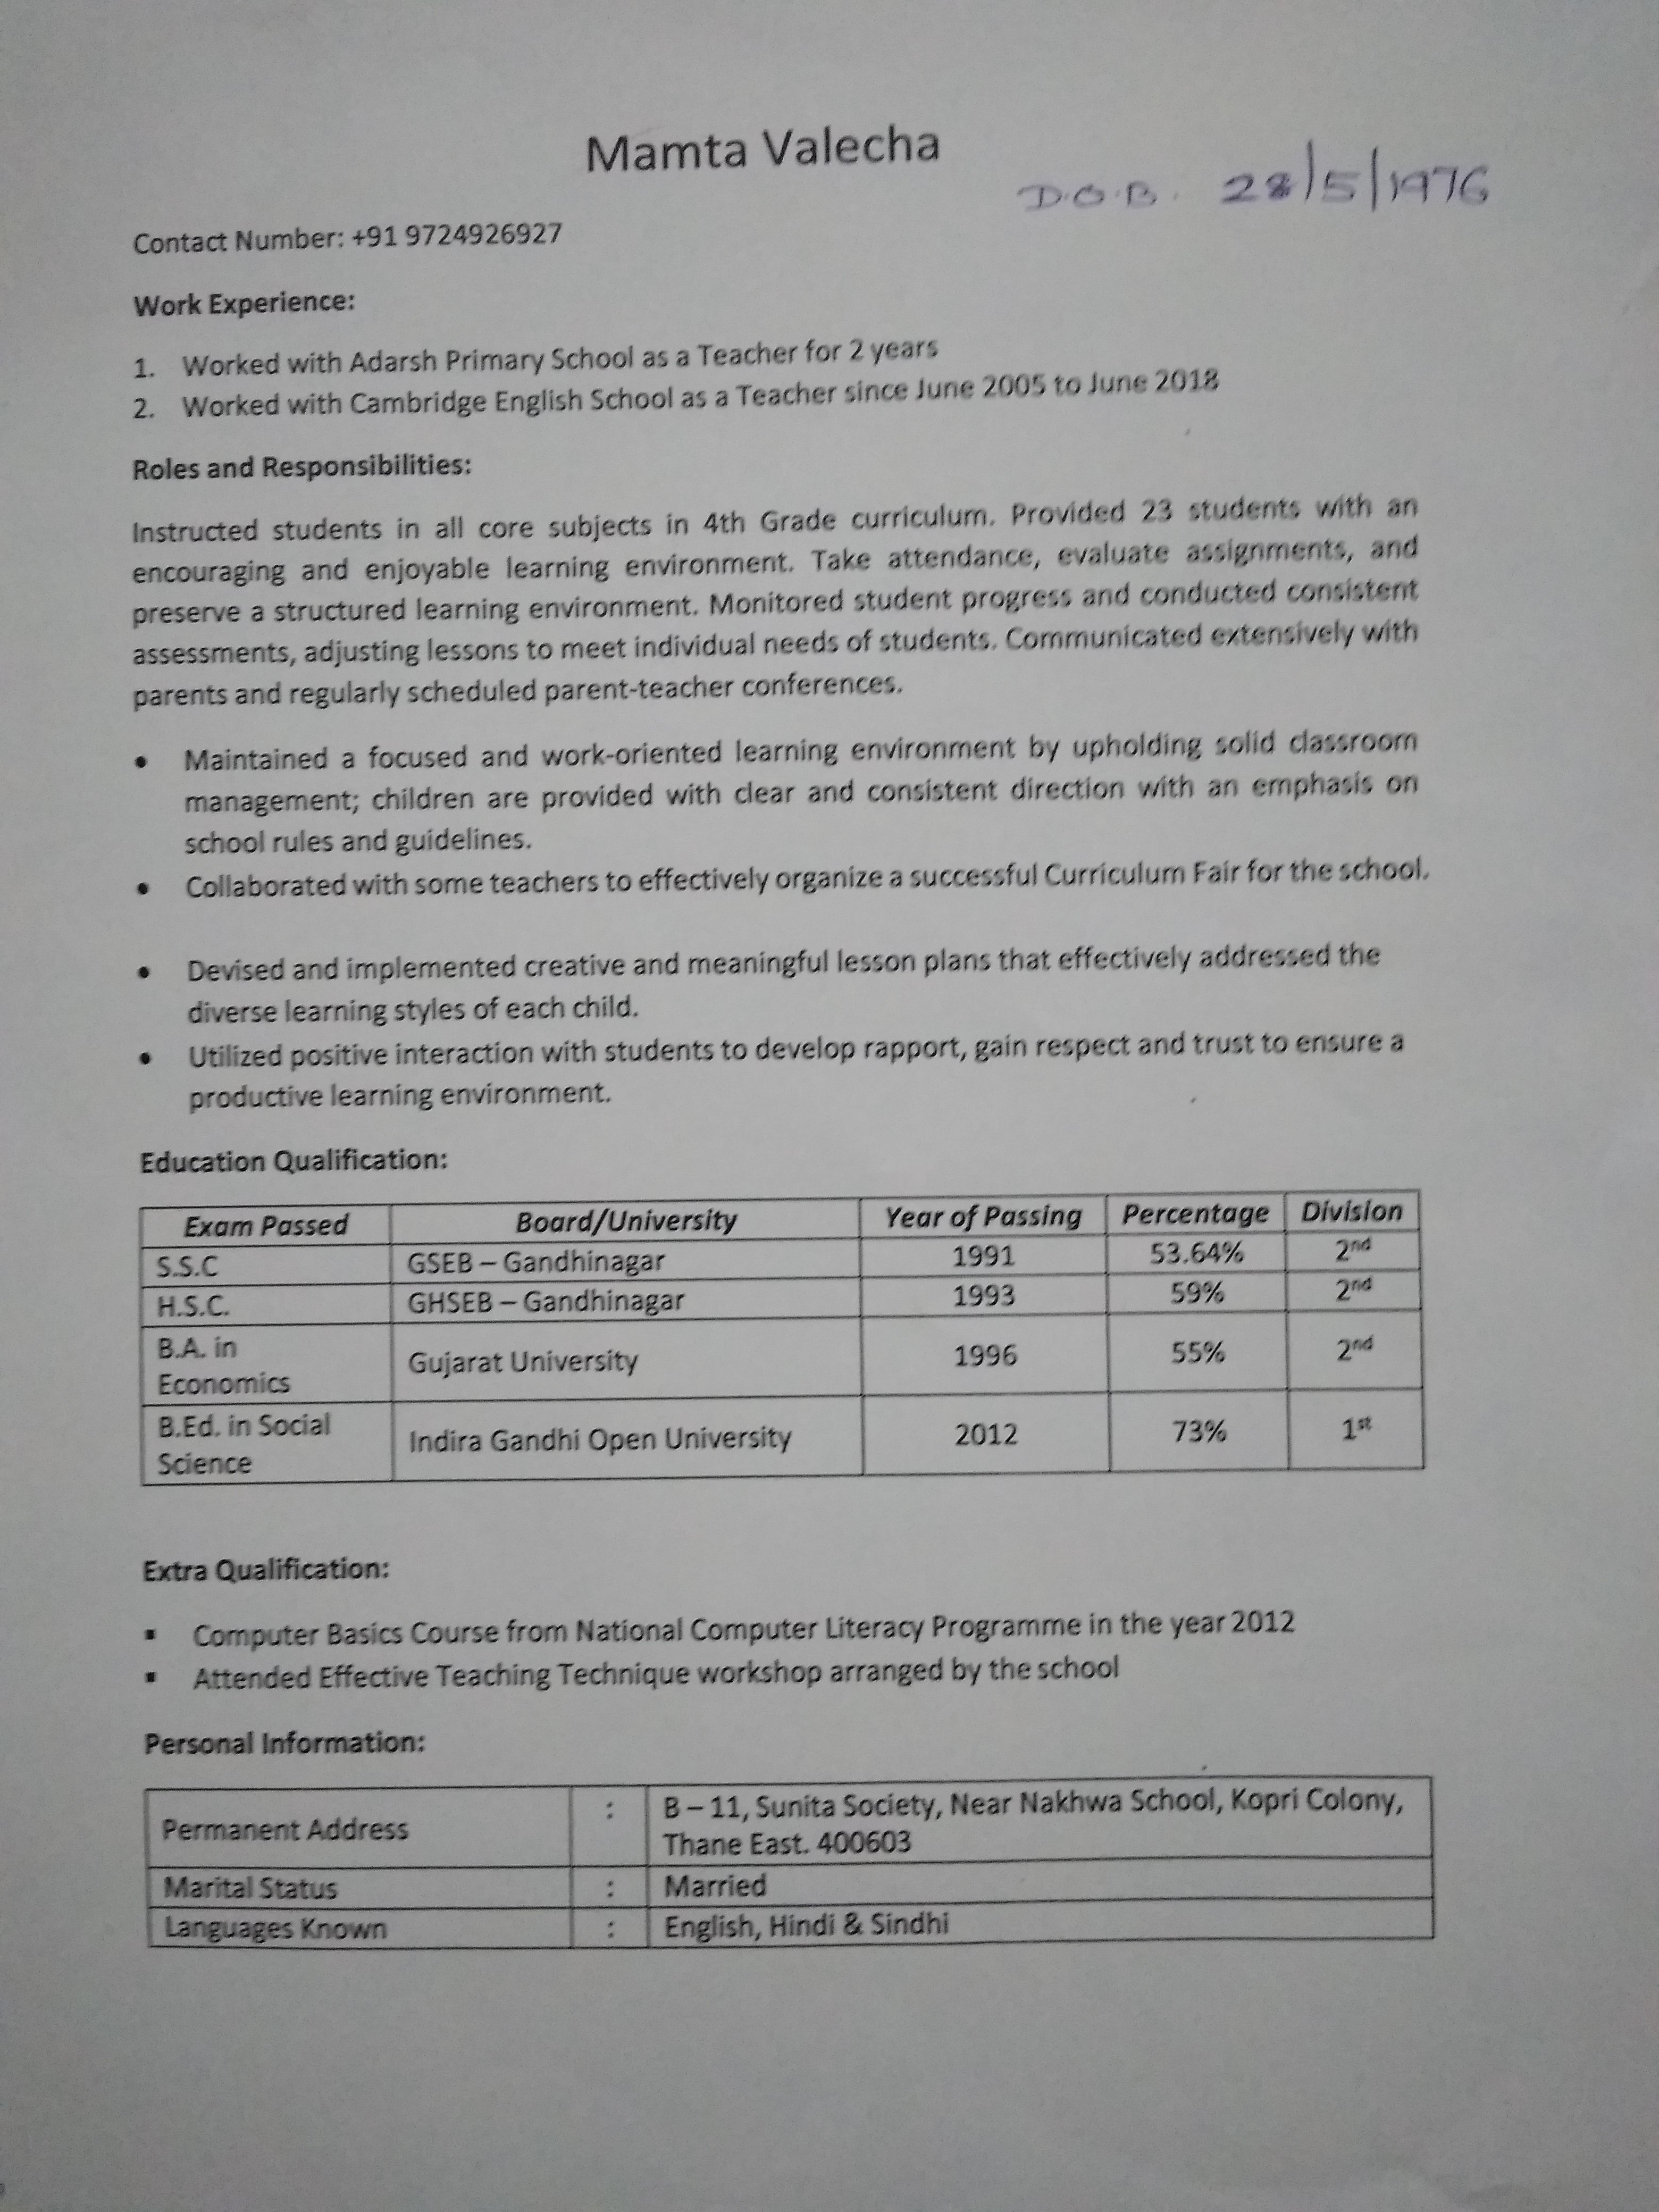 Mamta Valecha
D.O.B. 28/5/1976
Contact Number: +91 9724926927
Work Experience:
1. Worked with Adarsh Primary School as a Teacher for 2 years
2. Worked with Cambridge English School as a Teacher since June 2005 to June 2018
Roles and Responsibilities:
Instructed students in all core subjects in 4th Grade curriculum. Provided 23 students with an
encouraging and enjoyable learning environment. Take attendance, evaluate assignments, and
preserve a structured learning environment. Monitored student progress and conducted consistent
assessments, adjusting lessons to meet individual needs of students. Communicated extensively with
parents and regularly scheduled parent-teacher conferences.
• Maintained a focused and work-oriented learning environment by upholding solid classroom
management; children are provided with clear and consistent direction with an emphasis on
school rules and guidelines.
• Collaborated with some teachers to effectively organize a successful Curriculum Fair for the school.
• Devised and implemented creative and meaningful lesson plans that effectively addressed the
diverse learning styles of each child.
• Utilized positive interaction with students to develop rapport, gain respect and trust to ensure a
productive learning environment.
Education Qualification:
Exam Passed Board/University Year of Passing Percentage Division
S.S.C GSEB – Gandhinagar 1991 53.64% 2nd
H.S.C. GHSEB – Gandhinagar 1993 59% 2nd
B.A. in
Economics Gujarat University 1996 55% 2nd
B.Ed. in Social
Science Indira Gandhi Open University 2012 73% 1st
Extra Qualification:
▪ Computer Basics Course from National Computer Literacy Programme in the year 2012
▪ Attended Effective Teaching Technique workshop arranged by the school
Personal Information:
Permanent Address : B – 11, Sunita Society, Near Nakhwa School, Kopri Colony,
Thane East. 400603
Marital Status : Married
Languages Known : English, Hindi & Sindhi